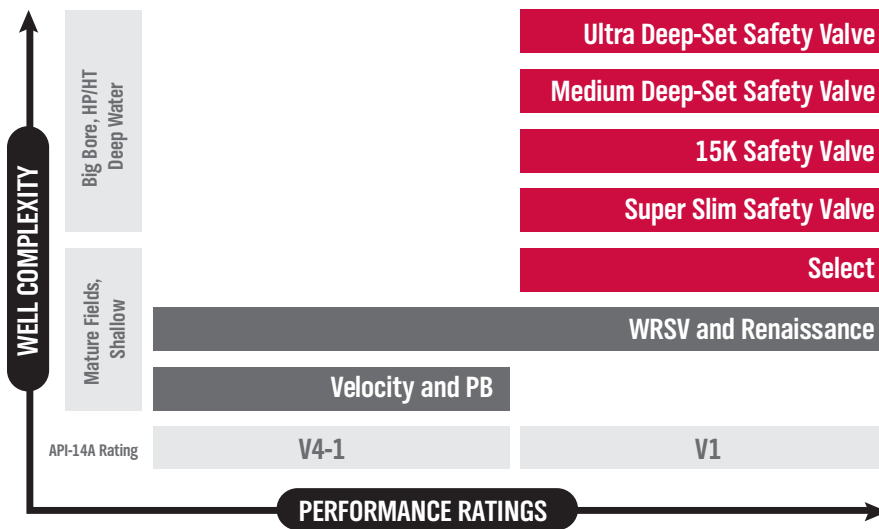 Ultra Deep-Set Safety Valve
Medium Deep-Set Safety Valve
15K Safety Valve
Super Slim Safety Valve
Select
WRSV and Renaissance
Velocity and PB
Big Bore, HP/HT
Deep Water
Mature Fields,
Shallow
WELL COMPLEXITY
API-14A Rating
V4-1
V1
PERFORMANCE RATINGS